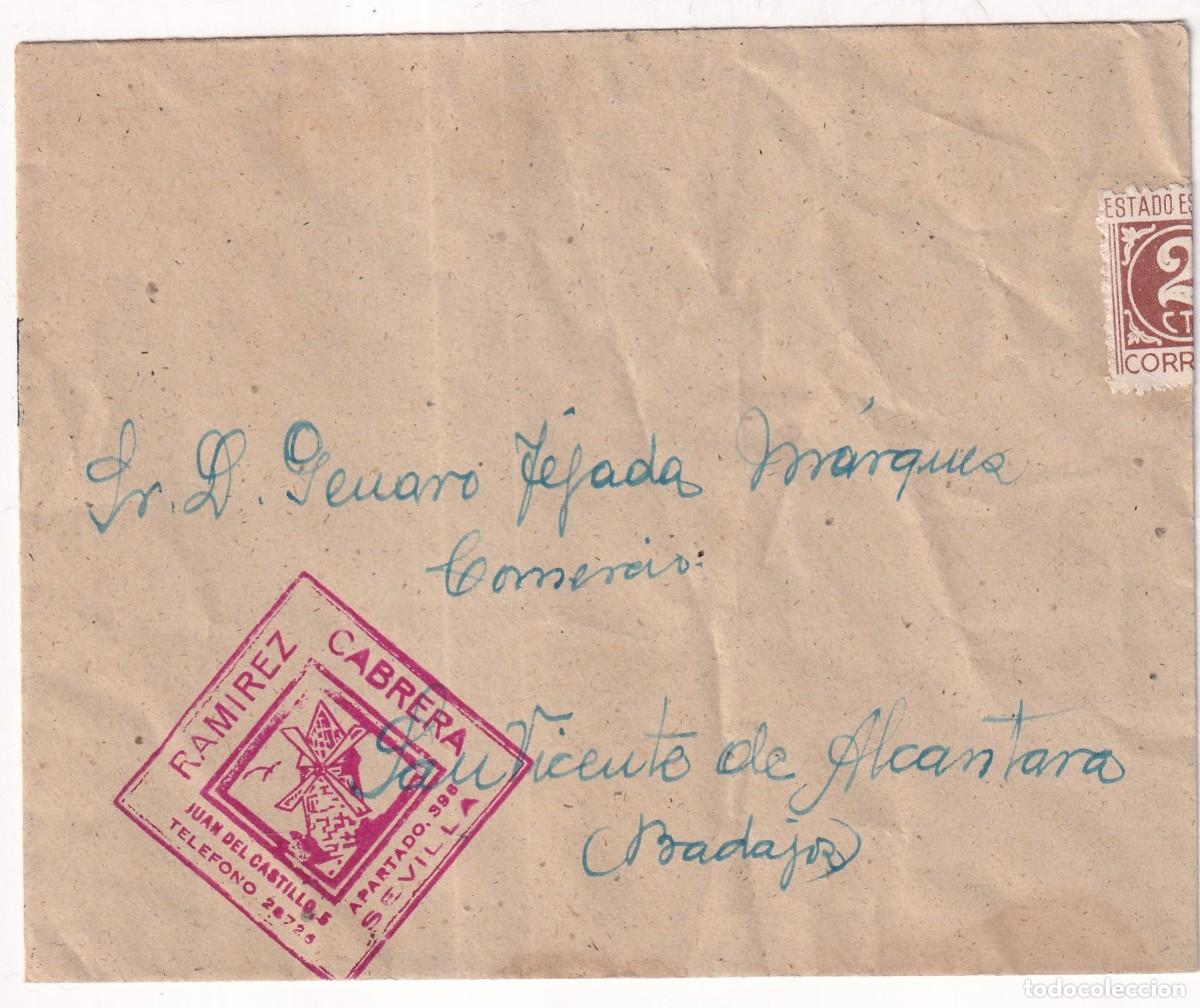 ESTADO ES
2
CT
CORR
Sr. D. Genaro Tejada Márquez
Comercio.
San Vicente de Alcantara
(Badajoz)
RAMIREZ CABRERA
JUAN DEL CASTILLO, 5
TELEFONO 28726
APARTADO, 396
SEVILLA
todocoleccion